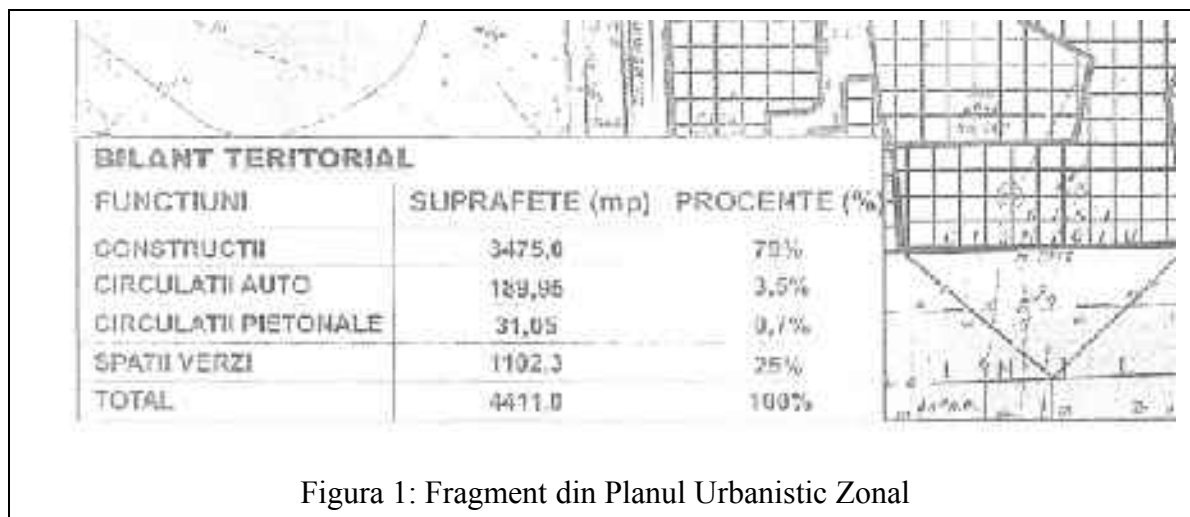 BILANT TERITORIAL
FUNCTIUNI SUPRAFETE (mp) PROCENTE (%)
CONSTRUCTII 3475,0 79%
CIRCULATII AUTO 189,95 3,5%
CIRCULATII PIETONALE 31,05 0,7%
SPATII VERZI 1102,3 25%
TOTAL 4411,0 100%
Figura 1: Fragment din Planul Urbanistic Zonal